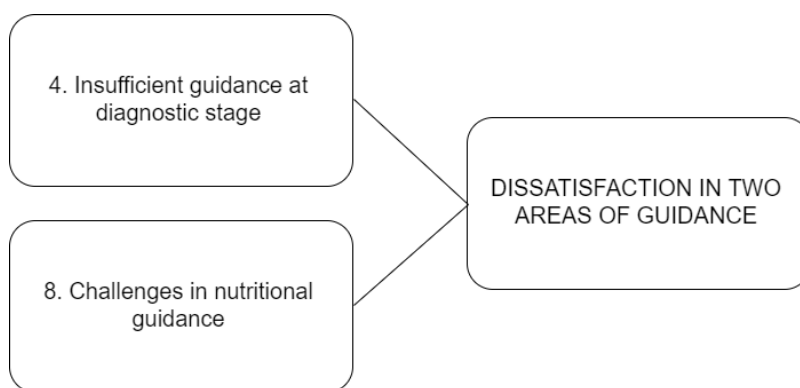 4. Insufficient guidance at
diagnostic stage
DISSATISFACTION IN TWO
AREAS OF GUIDANCE
8. Challenges in nutritional
guidance